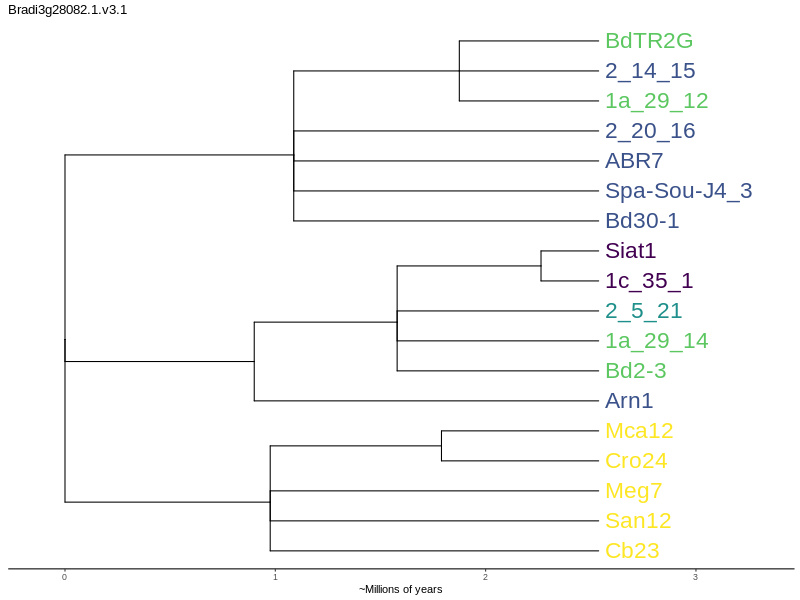 Bradi3g28082.1.v3.1
BdTR2G
2_14_15
1a_29_12
2_20_16
ABR7
Spa-Sou-J4_3
Bd30-1
Siat1
1c_35_1
2_5_21
1a_29_14
Bd2-3
Arn1
Mca12
Cro24
Meg7
San12
Cb23
0 1 2 3
~Millions of years